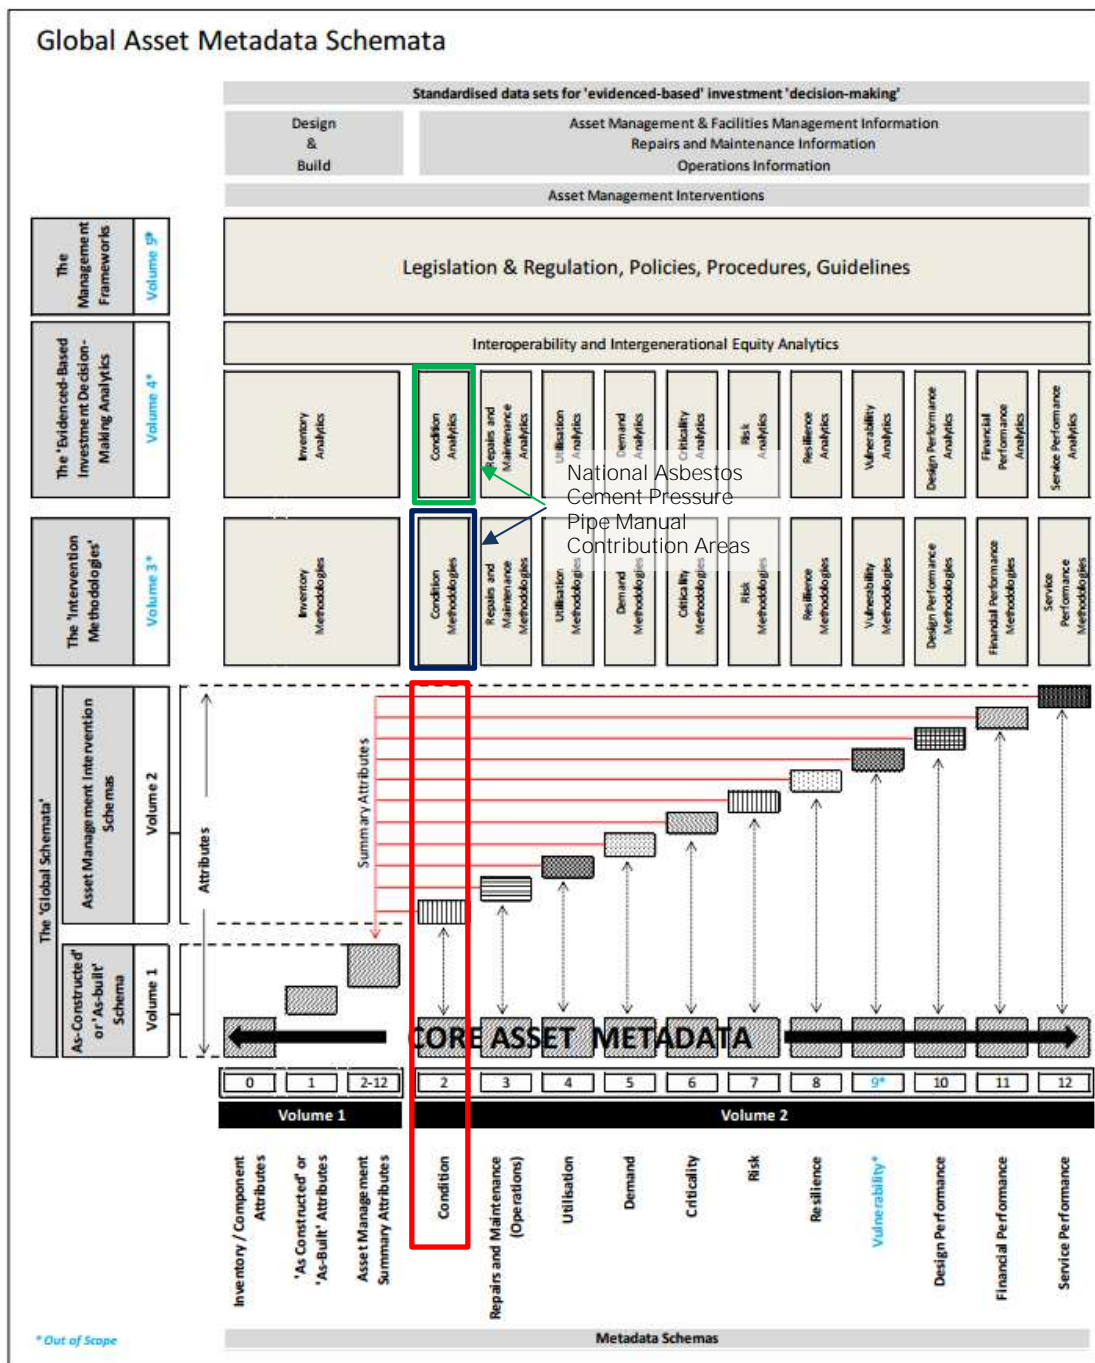 Global Asset Metadata Schemata
Standardised data sets for 'evidenced-based' investment 'decision-making'
Design
&
Build
Asset Management & Facilities Management Information
Repairs and Maintenance Information
Operations Information
Asset Management Interventions
The
Management
Frameworks
Volume 5*
Legislation & Regulation, Policies, Procedures, Guidelines
The 'Evidenced-Based
Investment Decision-
Making Analytics
Volume 4*
Interoperability and Intergenerational Equity Analytics
Inventory
Analytics
Condition
Analytics
Repairs and
Maintenance
Analytics
Utilisation
Analytics
Demand
Analytics
Criticality
Analytics
Risk
Analytics
Resilience
Analytics
Vulnerability
Analytics
Design Performance
Analytics
Financial
Performance
Analytics
Service Performance
Analytics
National Asbestos
Cement Pressure
Pipe Manual
Contribution Areas
The 'Intervention
Methodologies'
Volume 3*
Inventory
Methodologies
Condition
Methodologies
Repairs and
Maintenance
Methodologies
Utilisation
Methodologies
Demand
Methodologies
Criticality
Methodologies
Risk
Methodologies
Resilience
Methodologies
Vulnerability
Methodologies
Design Performance
Methodologies
Financial Performance
Methodologies
Service
Performance
Methodologies
The 'Global Schemata'
Asset Management Intervention
Schemas
Volume 2
As-Constructed'
or 'As-built'
Schema
Volume 1
Attributes
Summary Attributes
CORE ASSET METADATA
0
1
2-12
2
3
4
5
6
7
8
9*
10
11
12
Volume 1
Volume 2
Inventory / Component
Attributes
'As Constructed' or
'As-Built' Attributes
Asset Management
Summary Attributes
Condition
Repairs and Maintenance
(Operations)
Utilisation
Demand
Criticality
Risk
Resilience
Vulnerability*
Design Performance
Financial Performance
Service Performance
* Out of Scope
Metadata Schemas